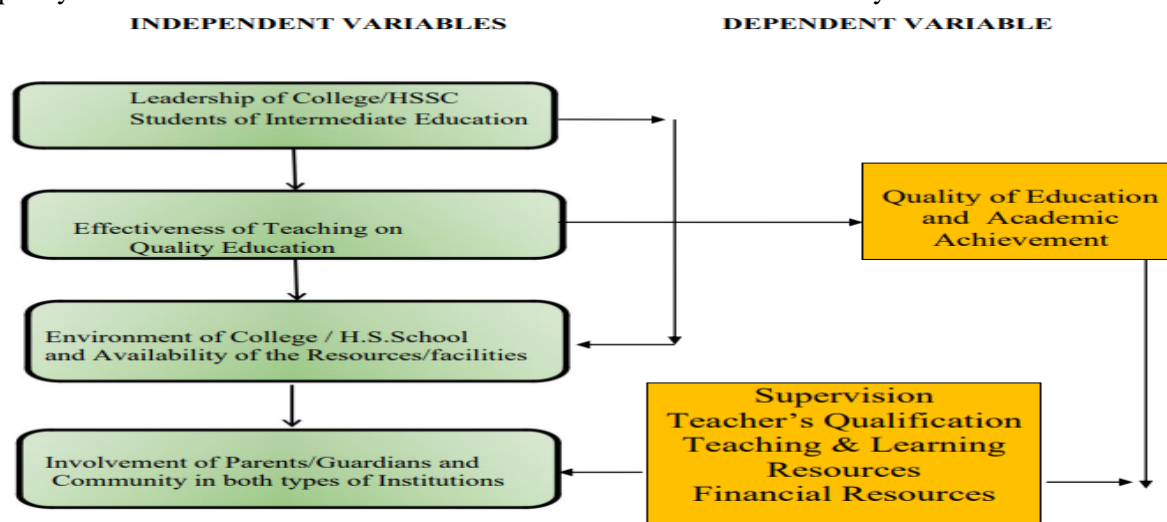 INDEPENDENT VARIABLES
DEPENDENT VARIABLE
Leadership of College/HSSC
Students of Intermediate Education
Effectiveness of Teaching on
Quality Education
Environment of College / H.S.School
and Availability of the Resources/facilities
Involvement of Parents/Guardians and
Community in both types of Institutions
Quality of Education
and Academic
Achievement
Supervision
Teacher's Qualification
Teaching & Learning
Resources
Financial Resources